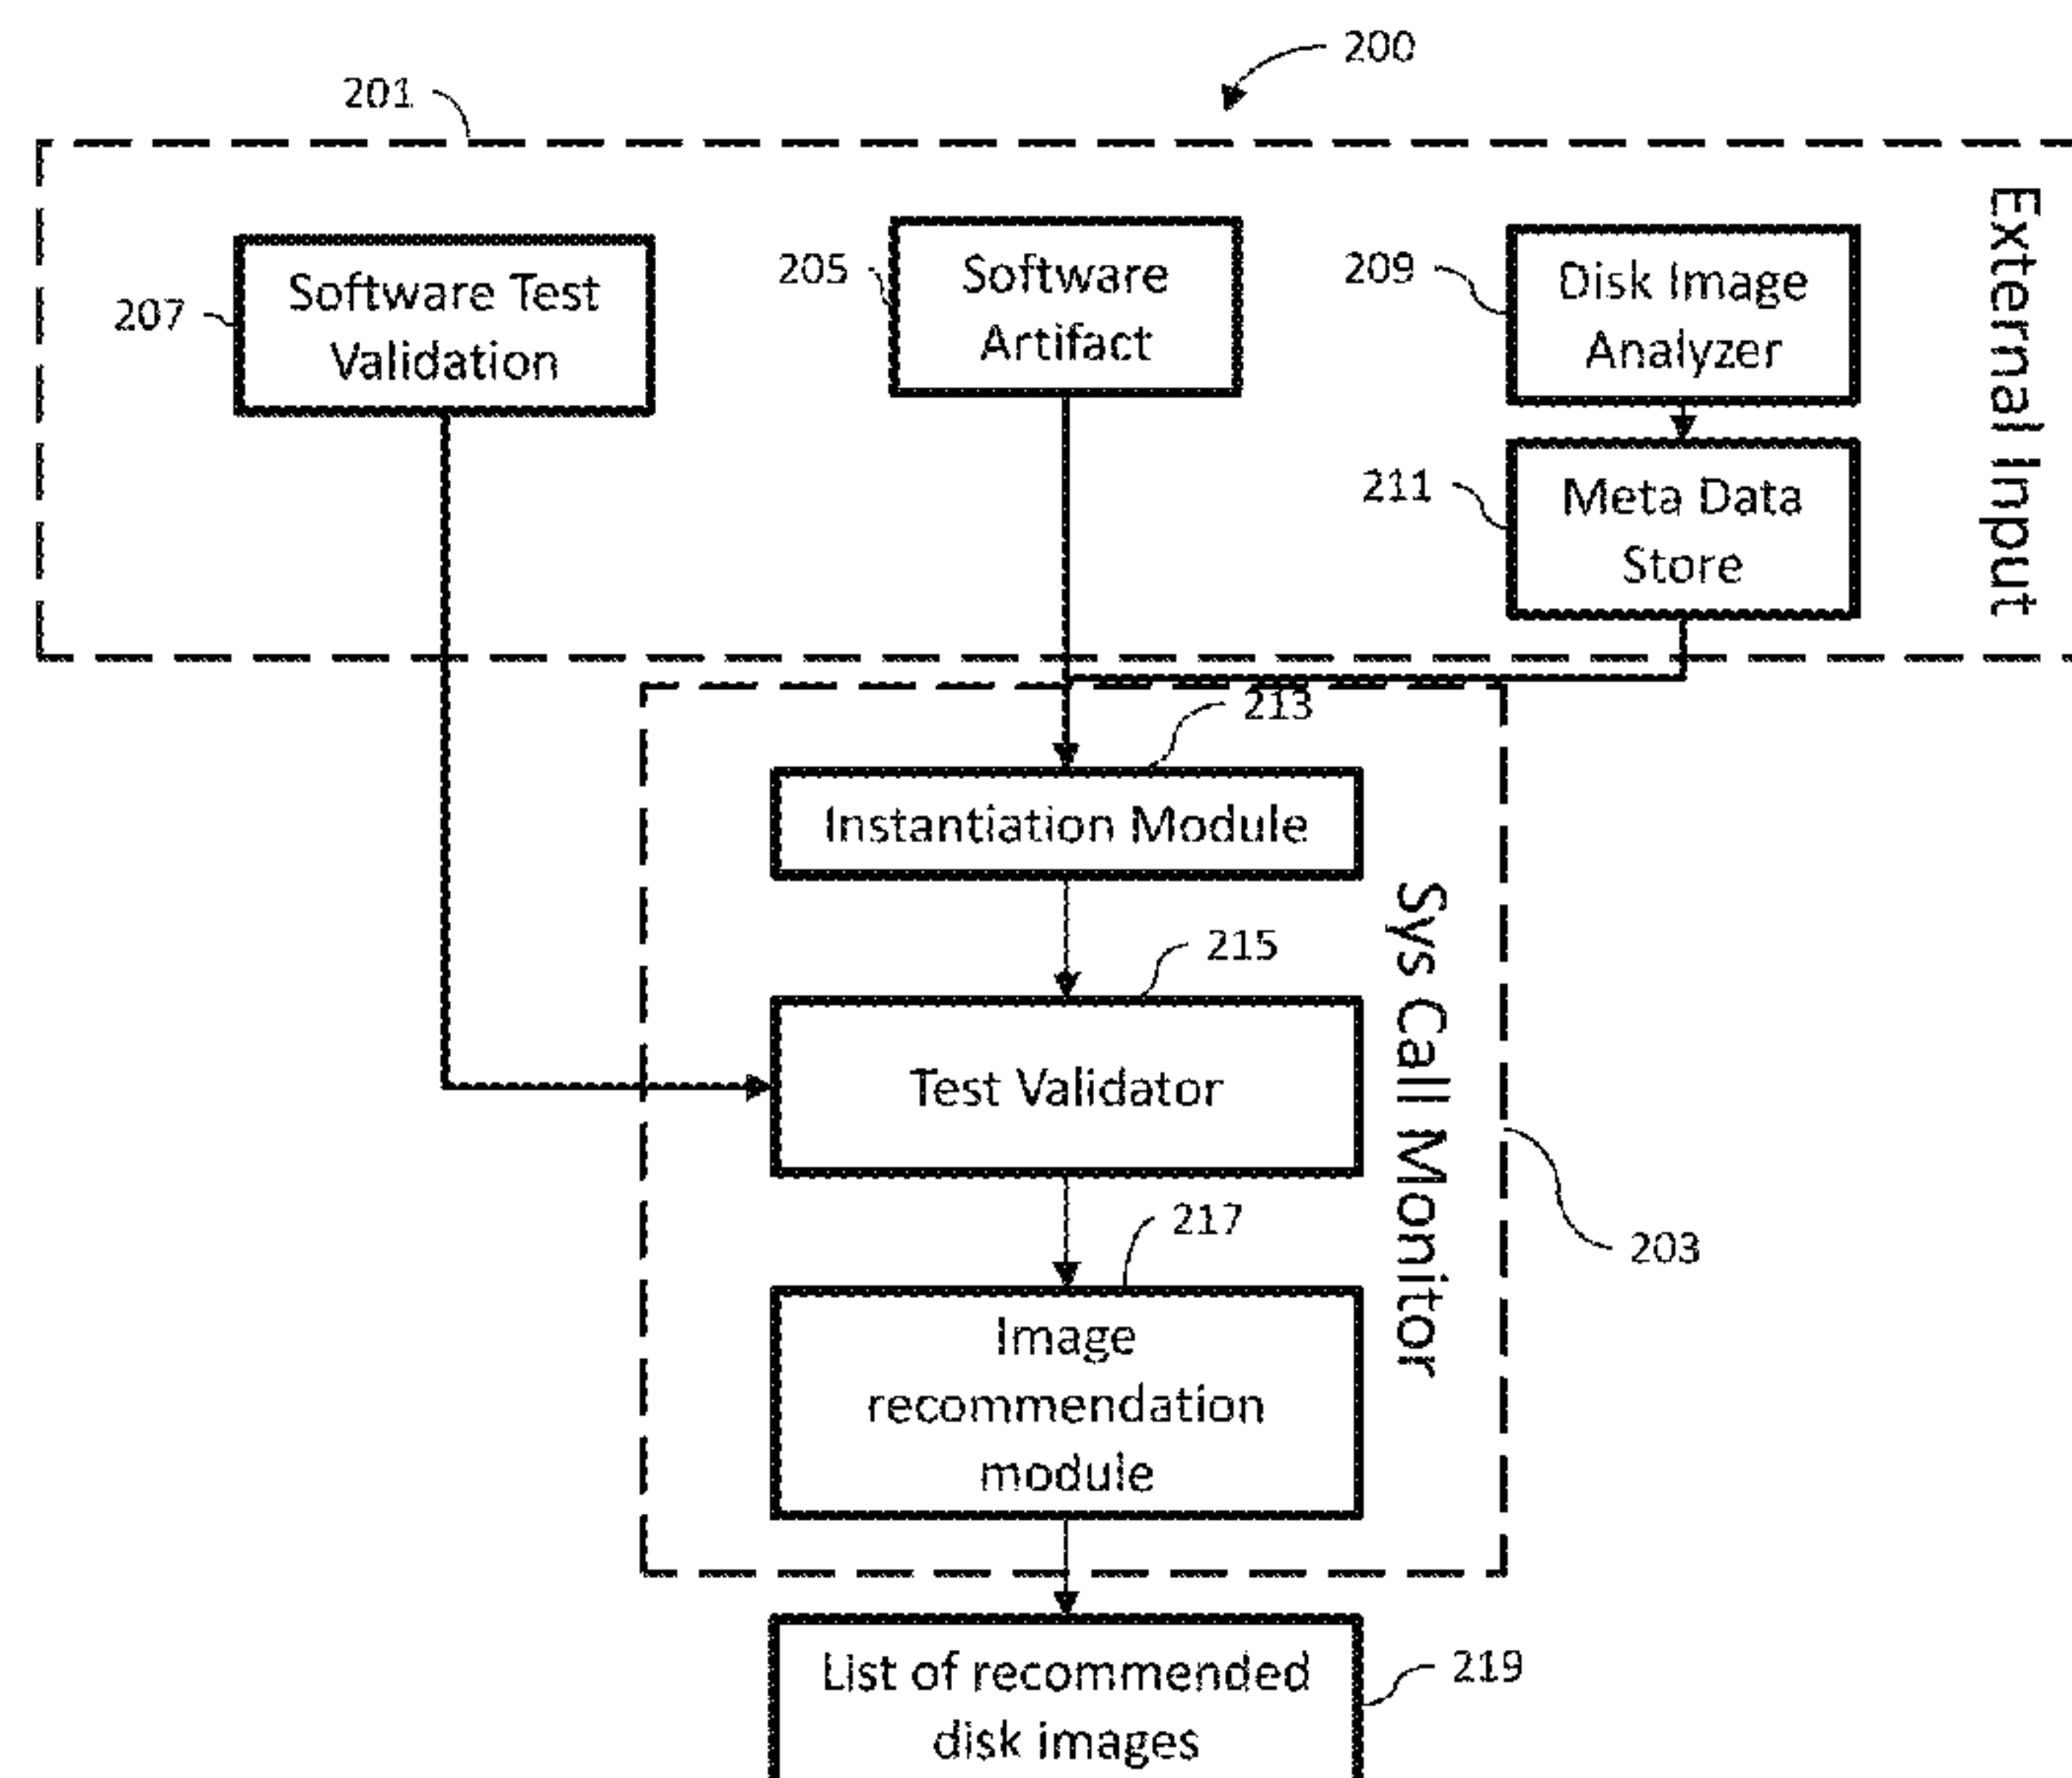 200
201
207
Software Test
Validation
205
Software
Artifact
209
Disk Image
Analyzer
211
Meta Data
Store
External Input
213
Instantiation Module
215
Test Validator
217
Image
recommendation
module
Sys Call Monitor
203
List of recommended
disk images
219